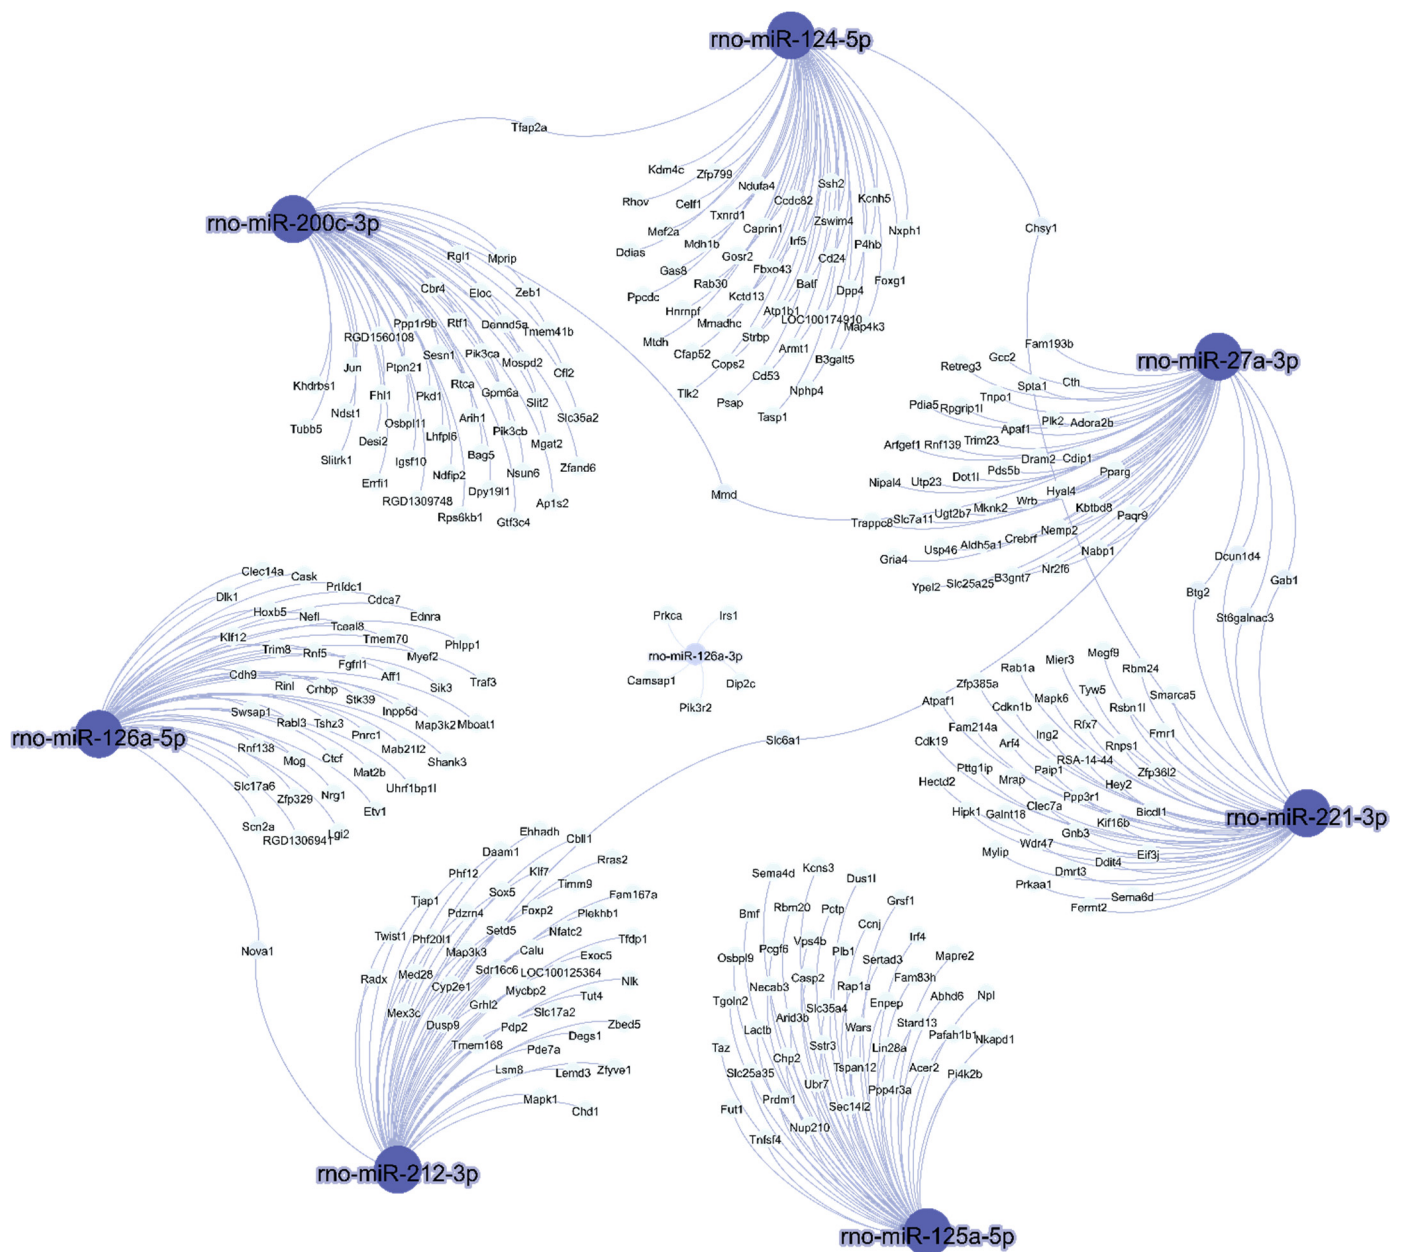 rno-miR-124-5p
Tfap2a
Kdm4c
Zfp799
Ndufa4
Ssh2
Rhov
Celf1
Ccdc82
Kcnh5
Txnrd1
Zswim4
Mef2a
Caprin1
Nxph1
Ddias
Mdh1b
Irf5
P4hb
Gosr2
Cd24
Gas8
Fbxo43
Foxg1
Rab30
Batf
Dpp4
Ppcdc
Kctd13
Hnrnpf
Atp1b1
LOC100174910
Mmadhc
Map4k3
Mtdh
Strbp
Cfap52
Armt1
Cops2
B3galt5
Cd53
Tlk2
Nphp4
Psap
Tasp1
Chsy1
rno-miR-200c-3p
Rgl1
Mprip
Cbr4
Eloc
Zeb1
Ppp1r9b
Rtf1
Dennd5a
Tmem41b
RGD1560108
Sesn1
Pik3ca
Mospd2
Jun
Ptpn21
Cfl2
Khdrbs1
Rtca
Gpm6a
Fhl1
Pkd1
Slit2
Ndst1
Arih1
Slc35a2
Tubb5
Osbpl11
Lhfpl6
Pik3cb
Desi2
Mgat2
Slitrk1
Igsf10
Bag5
Zfand6
Ndfip2
Nsun6
Errfi1
Dpy19l1
RGD1309748
Ap1s2
Rps6kb1
Gtf3c4
Mmd
rno-miR-27a-3p
Fam193b
Gcc2
Retreg3
Spta1
Cth
Tnpo1
Pdia5
Rpgrip1l
Plk2
Adora2b
Apaf1
Arfgef1
Rnf139
Trim23
Dram2
Cdip1
Pds5b
Pparg
Nipal4
Utp23
Dot1l
Hyal4
Wrb
Kbtbd8
Mknk2
Ugt2b7
Slc7a11
Trappc8
Paqr9
Nemp2
Crebrf
Aldh5a1
Usp46
Gria4
Nabp1
Nr2f6
B3gnt7
Slc25a25
Ypel2
Dcun1d4
Gab1
Btg2
St6galnac3
Clec14a
Cask
Prtfdc1
Dlk1
Cdca7
Hoxb5
Nefl
Ednra
Tceal8
Klf12
Tmem70
Phlpp1
Trim8
Rnf5
Myef2
Fgfrl1
Cdh9
Aff1
Traf3
Rinl
Crhbp
Sik3
Stk39
Swsap1
Inpp5d
Rabl3
Tshz3
Map3k2
Mboat1
Pnrc1
rno-miR-126a-5p
Rnf138
Mab21l2
Mog
Ctcf
Shank3
Mat2b
Slc17a6
Uhrf1bp1l
Zfp329
Nrg1
Etv1
Scn2a
Lgi2
RGD1306941
Prkca
Irs1
rno-miR-126a-3p
Camsap1
Dip2c
Pik3r2
Slc6a1
Megf9
Mier3
Rab1a
Rbm24
Zfp385a
Tyw5
Smarca5
Atpaf1
Mapk6
Cdkn1b
Rsbn1l
Fam214a
Rfx7
Cdk19
Arf4
Ing2
Fmr1
Rnps1
RSA-14-44
Pttg1ip
Paip1
Zfp36l2
Hectd2
Mrap
Hey2
Ppp3r1
Clec7a
Hipk1
Galnt18
Bicdl1
Kif16b
rno-miR-221-3p
Gnb3
Wdr47
Mylip
Eif3j
Ddit4
Dmrt3
Prkaa1
Sema6d
Fermt2
Ehhadh
Cbll1
Daam1
Rras2
Phf12
Klf7
Timm9
Sox5
Tjap1
Fam167a
Pdzrn4
Foxp2
Plekhb1
Setd5
Twist1
Nfatc2
Phf20l1
Tfdp1
Map3k3
Calu
Exoc5
Sdr16c6
LOC100125364
Med28
Radx
Cyp2e1
Nlk
Mycbp2
Tut4
Grhl2
Mex3c
Slc17a2
Dusp9
Pdp2
Zbed5
Degs1
Tmem168
Pde7a
Lsm8
Lemd3
Zfyve1
Mapk1
Chd1
Nova1
rno-miR-212-3p
Sema4d
Kcns3
Dus1l
Grsf1
Bmf
Rbm20
Pctp
Ccnj
Irf4
Vps4b
Pcgf6
Plb1
Osbpl9
Sertad3
Mapre2
Casp2
Necab3
Rap1a
Fam83h
Tgoln2
Enpep
Abhd6
Npl
Slc35a4
Arid3b
Lactb
Wars
Stard13
Pafah1b1
Nkapd1
Taz
Sstr3
Lin28a
Chp2
Tspan12
Acer2
Slc25a35
Pi4k2b
Ubr7
Ppp4r3a
Prdm1
Fut1
Sec14l2
Nup210
Tnfsf4
rno-miR-125a-5p